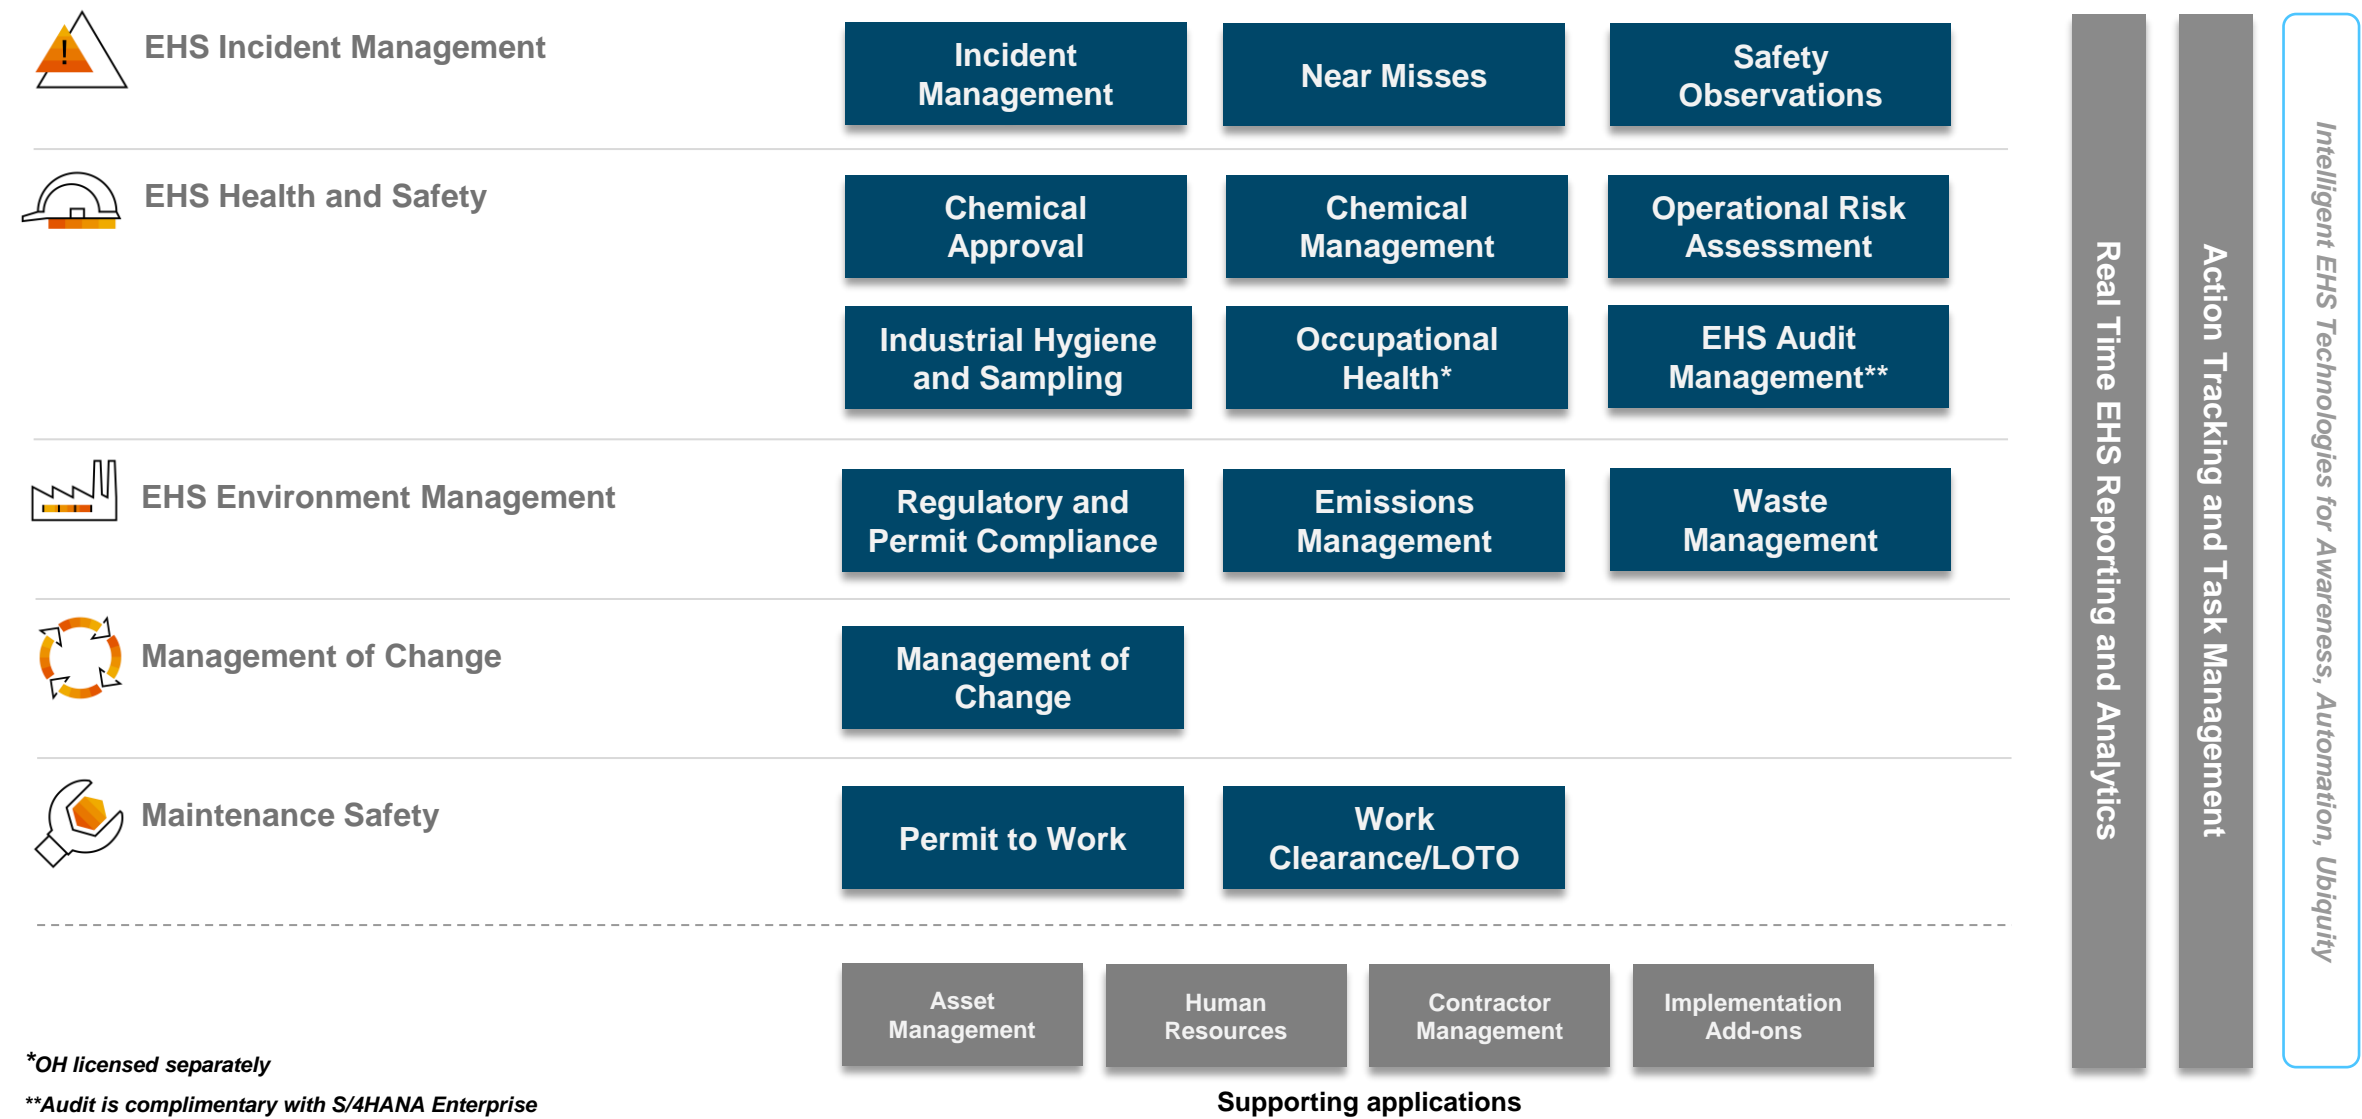 EHS Incident Management
Incident
Management
Near Misses
Safety
Observations
EHS Health and Safety
Chemical
Approval
Chemical
Management
Operational Risk
Assessment
Industrial Hygiene
and Sampling
Occupational
Health*
EHS Audit
Management**
EHS Environment Management
Regulatory and
Permit Compliance
Emissions
Management
Waste
Management
Management of Change
Management of
Change
Maintenance Safety
Permit to Work
Work
Clearance/LOTO
Asset
Management
Human
Resources
Contractor
Management
Implementation
Add-ons
Supporting applications
*OH licensed separately
**Audit is complimentary with S/4HANA Enterprise
Real Time EHS Reporting and Analytics
Action Tracking and Task Management
Intelligent EHS Technologies for Awareness, Automation, Ubiquity
!